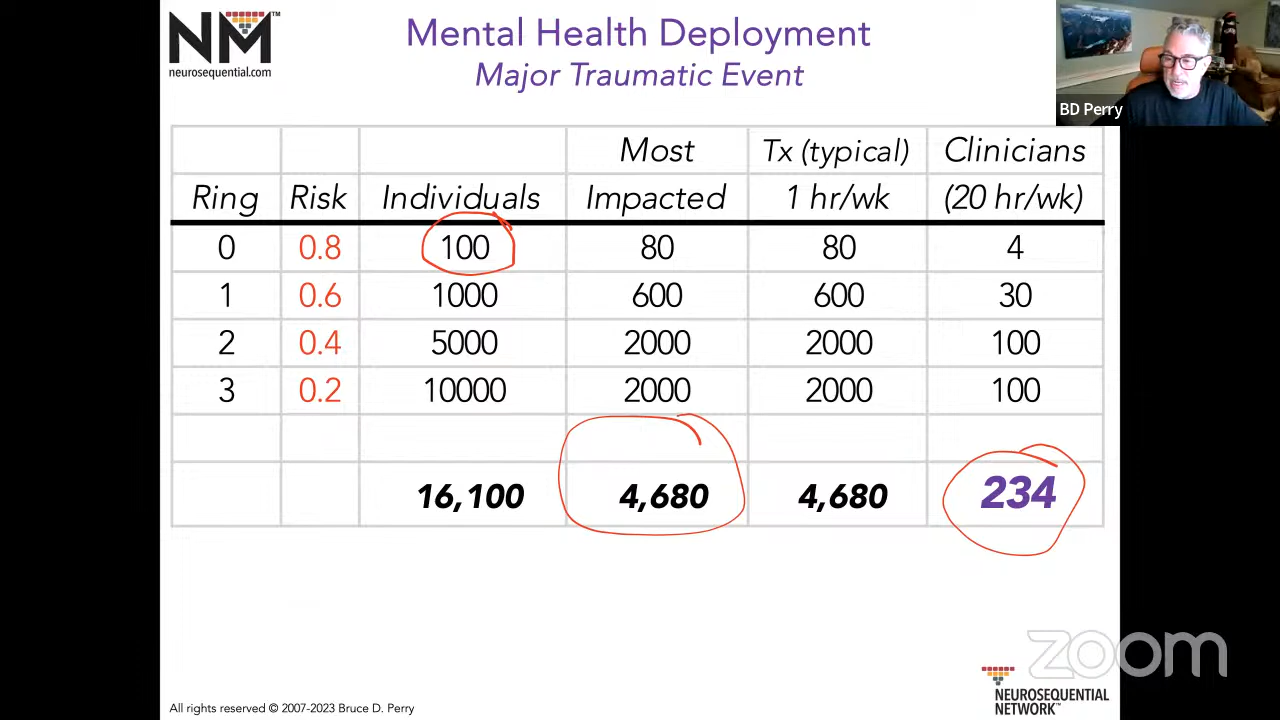 NM™
neurosequential.com
Mental Health Deployment
Major Traumatic Event
BD Perry
Most Tx (typical) Clinicians
Ring Risk Individuals Impacted 1 hr/wk (20 hr/wk)
0 0.8 100 80 80 4
1 0.6 1000 600 600 30
2 0.4 5000 2000 2000 100
3 0.2 10000 2000 2000 100
16,100 4,680 4,680 234
zoom
NEUROSEQUENTIAL
NETWORK™
All rights reserved © 2007-2023 Bruce D. Perry